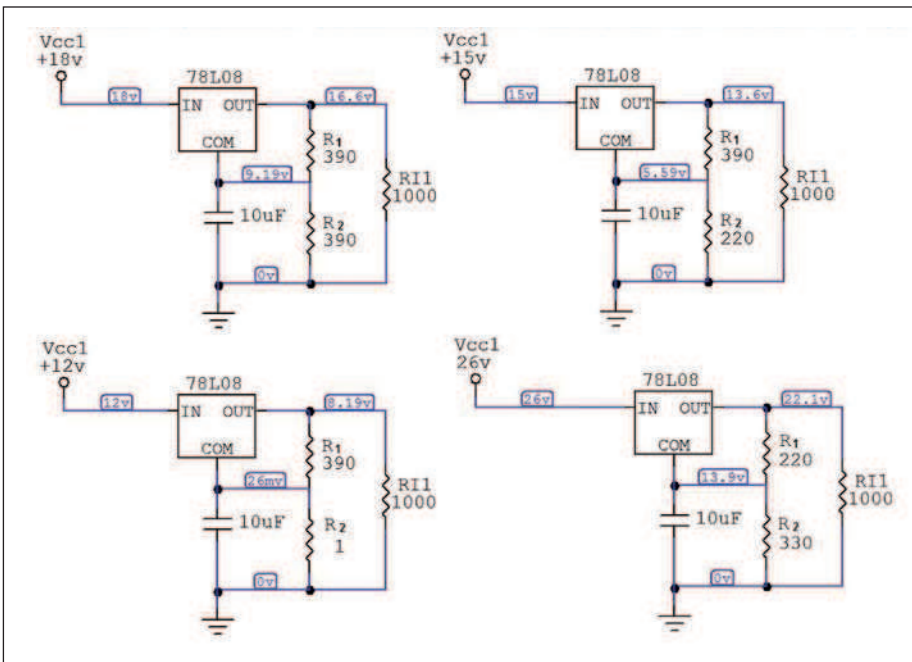 Vcc1
+18v
78L08
18v
IN OUT
16.6v
COM
R1
390
9.19v
RI1
1000
10uF
R2
390
0v
Vcc1
+15v
78L08
15v
IN OUT
13.6v
COM
R1
390
5.59v
RI1
1000
10uF
R2
220
0v
Vcc1
+12v
78L08
12v
IN OUT
8.19v
COM
R1
390
26mv
RI1
1000
10uF
R2
1
0v
Vcc1
26v
78L08
26v
IN OUT
22.1v
COM
R1
220
13.9v
RI1
1000
10uF
R2
330
0v